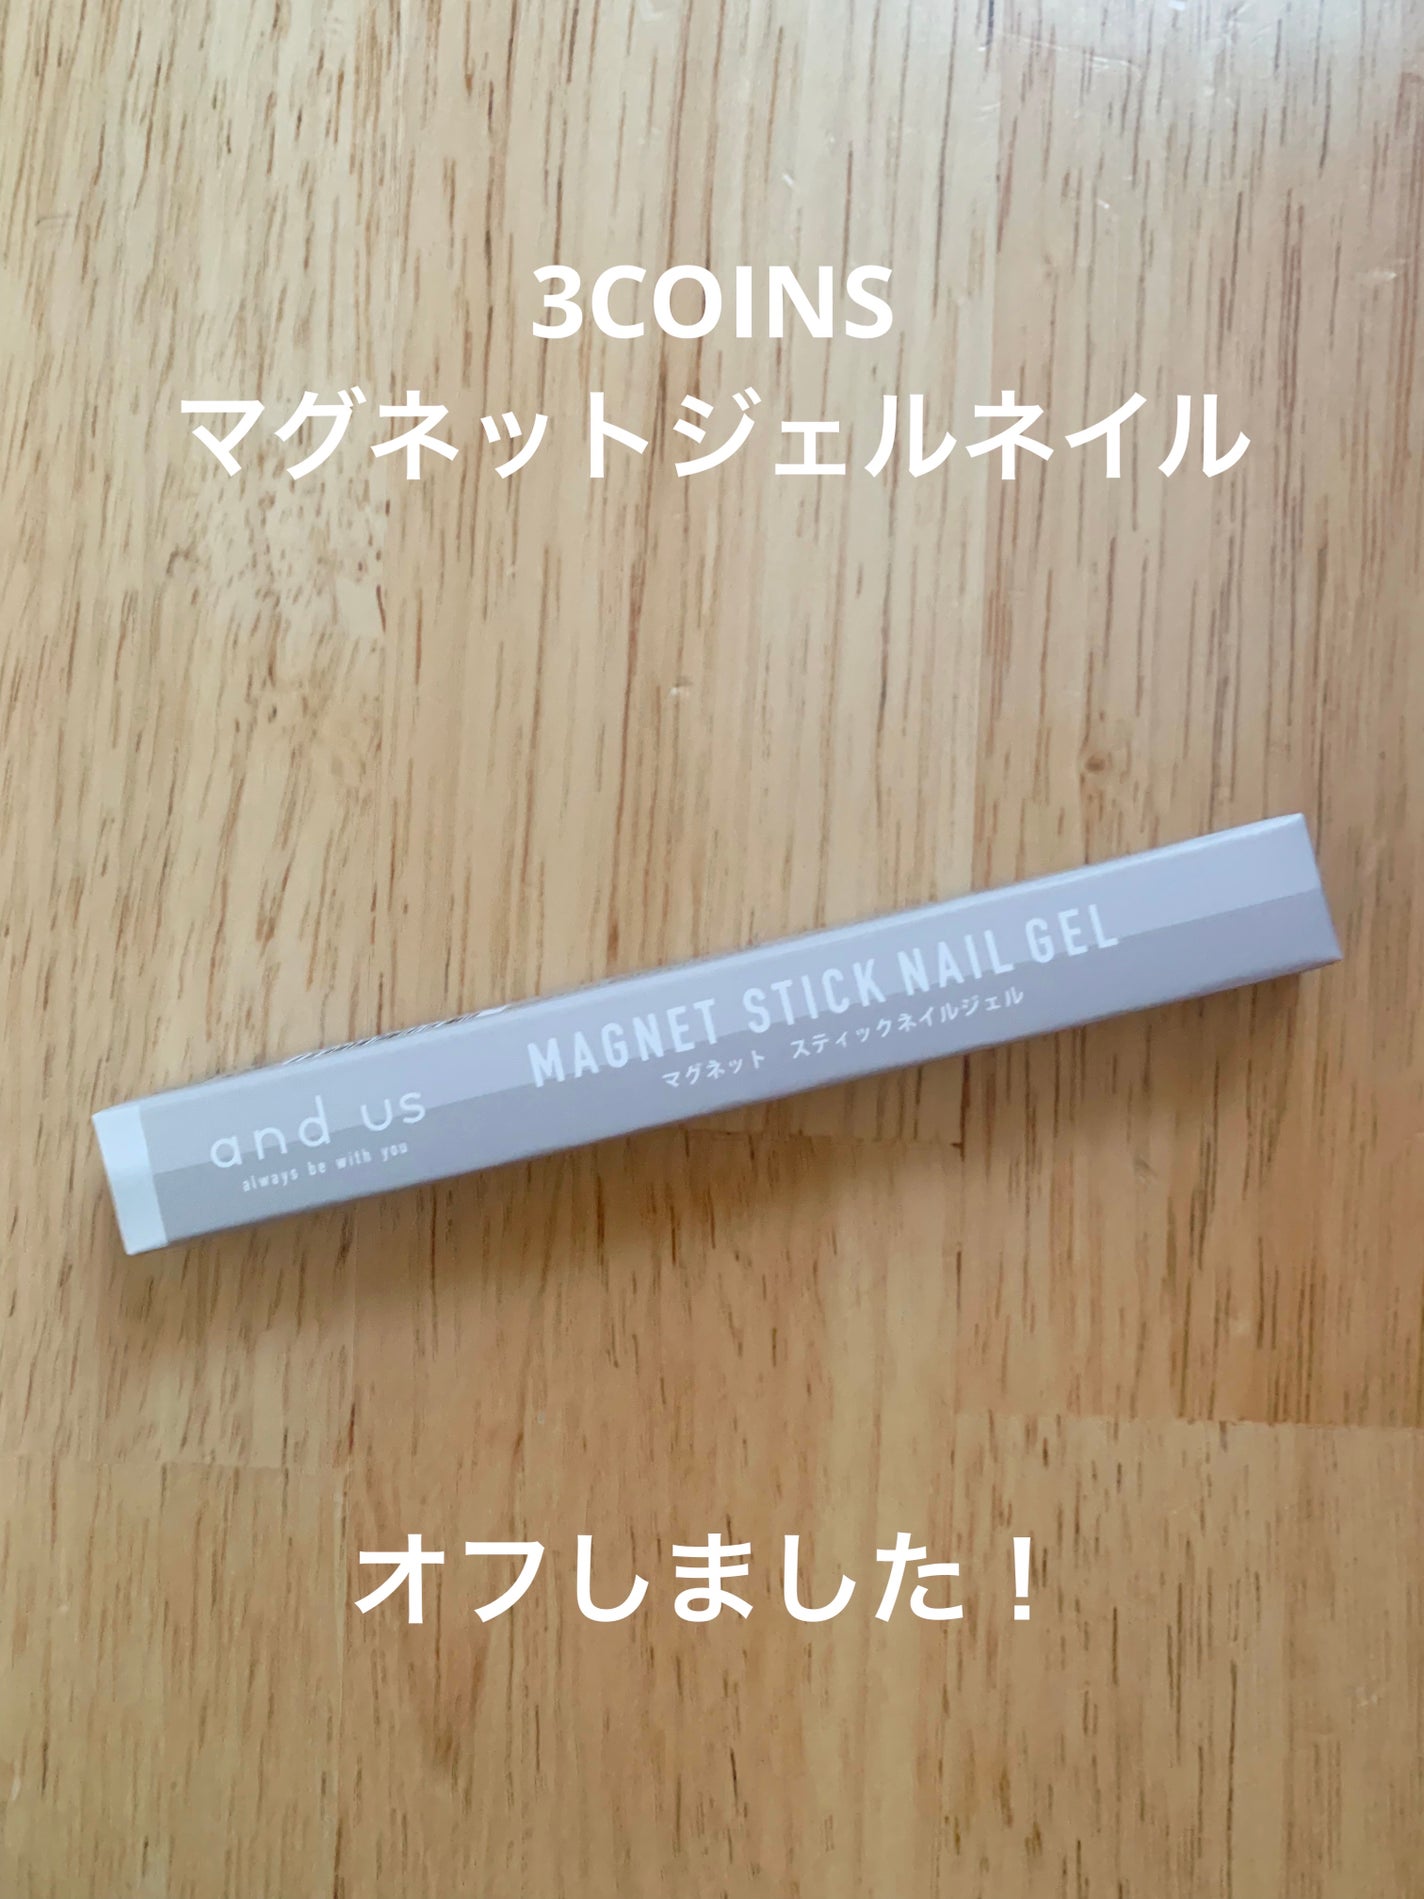 3COINS
マグネットジェルネイル
MAGNET STICK NAIL GEL
マグネット スティックネイルジェル
and us
always be with you
オフしました！